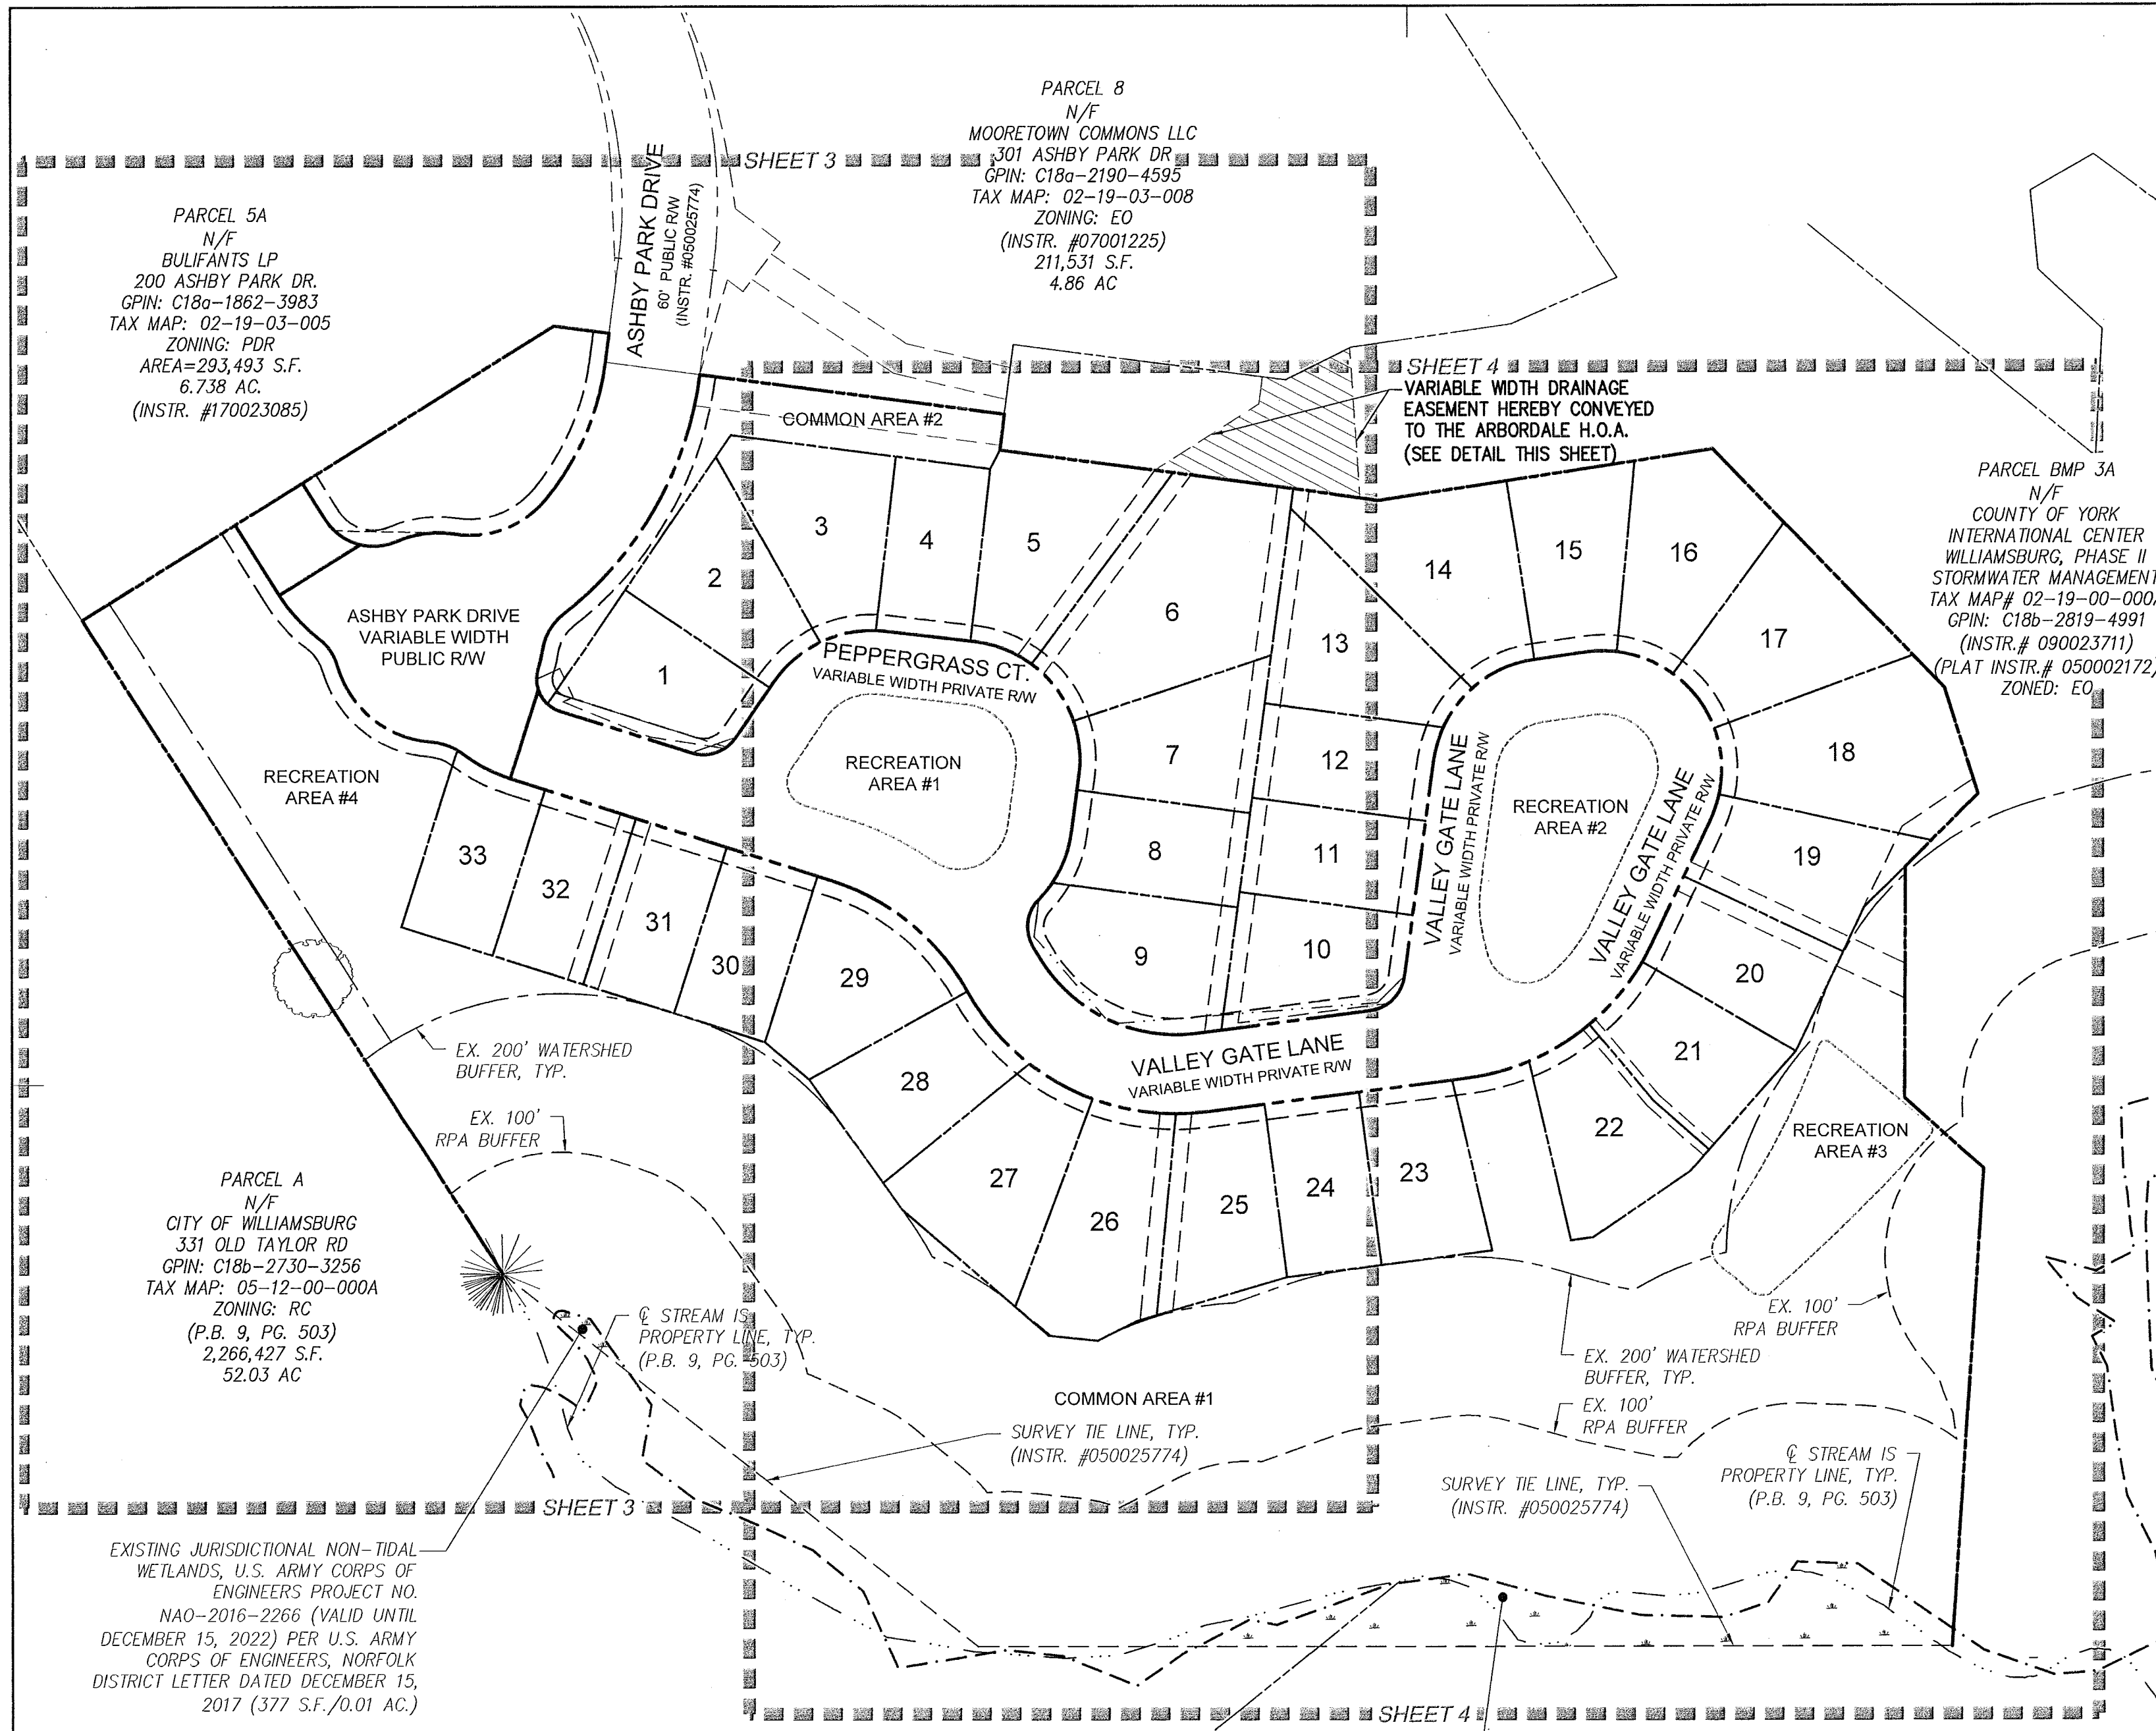 PARCEL 8
N/F
MOORETOWN COMMONS LLC
301 ASHBY PARK DR
GPIN: C18a-2190-4595
TAX MAP: 02-19-03-008
ZONING: EO
(INSTR. #07001225)
211,531 S.F.
4.86 AC
SHEET 3
ASHBY PARK DRIVE
60' PUBLIC R/W
(INSTR. #050025774)
PARCEL 5A
N/F
BULIFANTS LP
200 ASHBY PARK DR.
GPIN: C18a-1862-3983
TAX MAP: 02-19-03-005
ZONING: PDR
AREA=293,493 S.F.
6.738 AC.
(INSTR. #170023085)
SHEET 4
VARIABLE WIDTH DRAINAGE
EASEMENT HEREBY CONVEYED
TO THE ARBORDALE H.O.A.
(SEE DETAIL THIS SHEET)
COMMON AREA #2
PARCEL BMP 3A
N/F
COUNTY OF YORK
INTERNATIONAL CENTER
WILLIAMSBURG, PHASE II
STORMWATER MANAGEMENT
TAX MAP# 02-19-00-000
GPIN: C18b-2819-4991
(INSTR.# 090023711)
(PLAT INSTR.# 050002172)
ZONED: EO
1
2
3
4
5
6
7
8
9
10
11
12
13
14
15
16
17
18
19
20
21
22
23
24
25
26
27
28
29
30
31
32
33
ASHBY PARK DRIVE
VARIABLE WIDTH
PUBLIC R/W
PEPPERGRASS CT.
VARIABLE WIDTH PRIVATE R/W
RECREATION
AREA #1
RECREATION
AREA #4
VALLEY GATE LANE
VARIABLE WIDTH PRIVATE R/W
RECREATION
AREA #2
VALLEY GATE LANE
VARIABLE WIDTH PRIVATE R/W
VALLEY GATE LANE
VARIABLE WIDTH PRIVATE R/W
RECREATION
AREA #3
EX. 200' WATERSHED
BUFFER, TYP.
EX. 100'
RPA BUFFER
PARCEL A
N/F
CITY OF WILLIAMSBURG
331 OLD TAYLOR RD
GPIN: C18b-2730-3256
TAX MAP: 05-12-00-000A
ZONING: RC
(P.B. 9, PG. 503)
2,266,427 S.F.
52.03 AC
℄ STREAM IS
PROPERTY LINE, TYP.
(P.B. 9, PG. 503)
EX. 100'
RPA BUFFER
EX. 200' WATERSHED
BUFFER, TYP.
EX. 100'
RPA BUFFER
COMMON AREA #1
SURVEY TIE LINE, TYP.
(INSTR. #050025774)
℄ STREAM IS
PROPERTY LINE, TYP.
(P.B. 9, PG. 503)
SURVEY TIE LINE, TYP.
(INSTR. #050025774)
SHEET 3
EXISTING JURISDICTIONAL NON-TIDAL
WETLANDS, U.S. ARMY CORPS OF
ENGINEERS PROJECT NO.
NAO-2016-2266 (VALID UNTIL
DECEMBER 15, 2022) PER U.S. ARMY
CORPS OF ENGINEERS, NORFOLK
DISTRICT LETTER DATED DECEMBER 15,
2017 (377 S.F./0.01 AC.)
SHEET 4